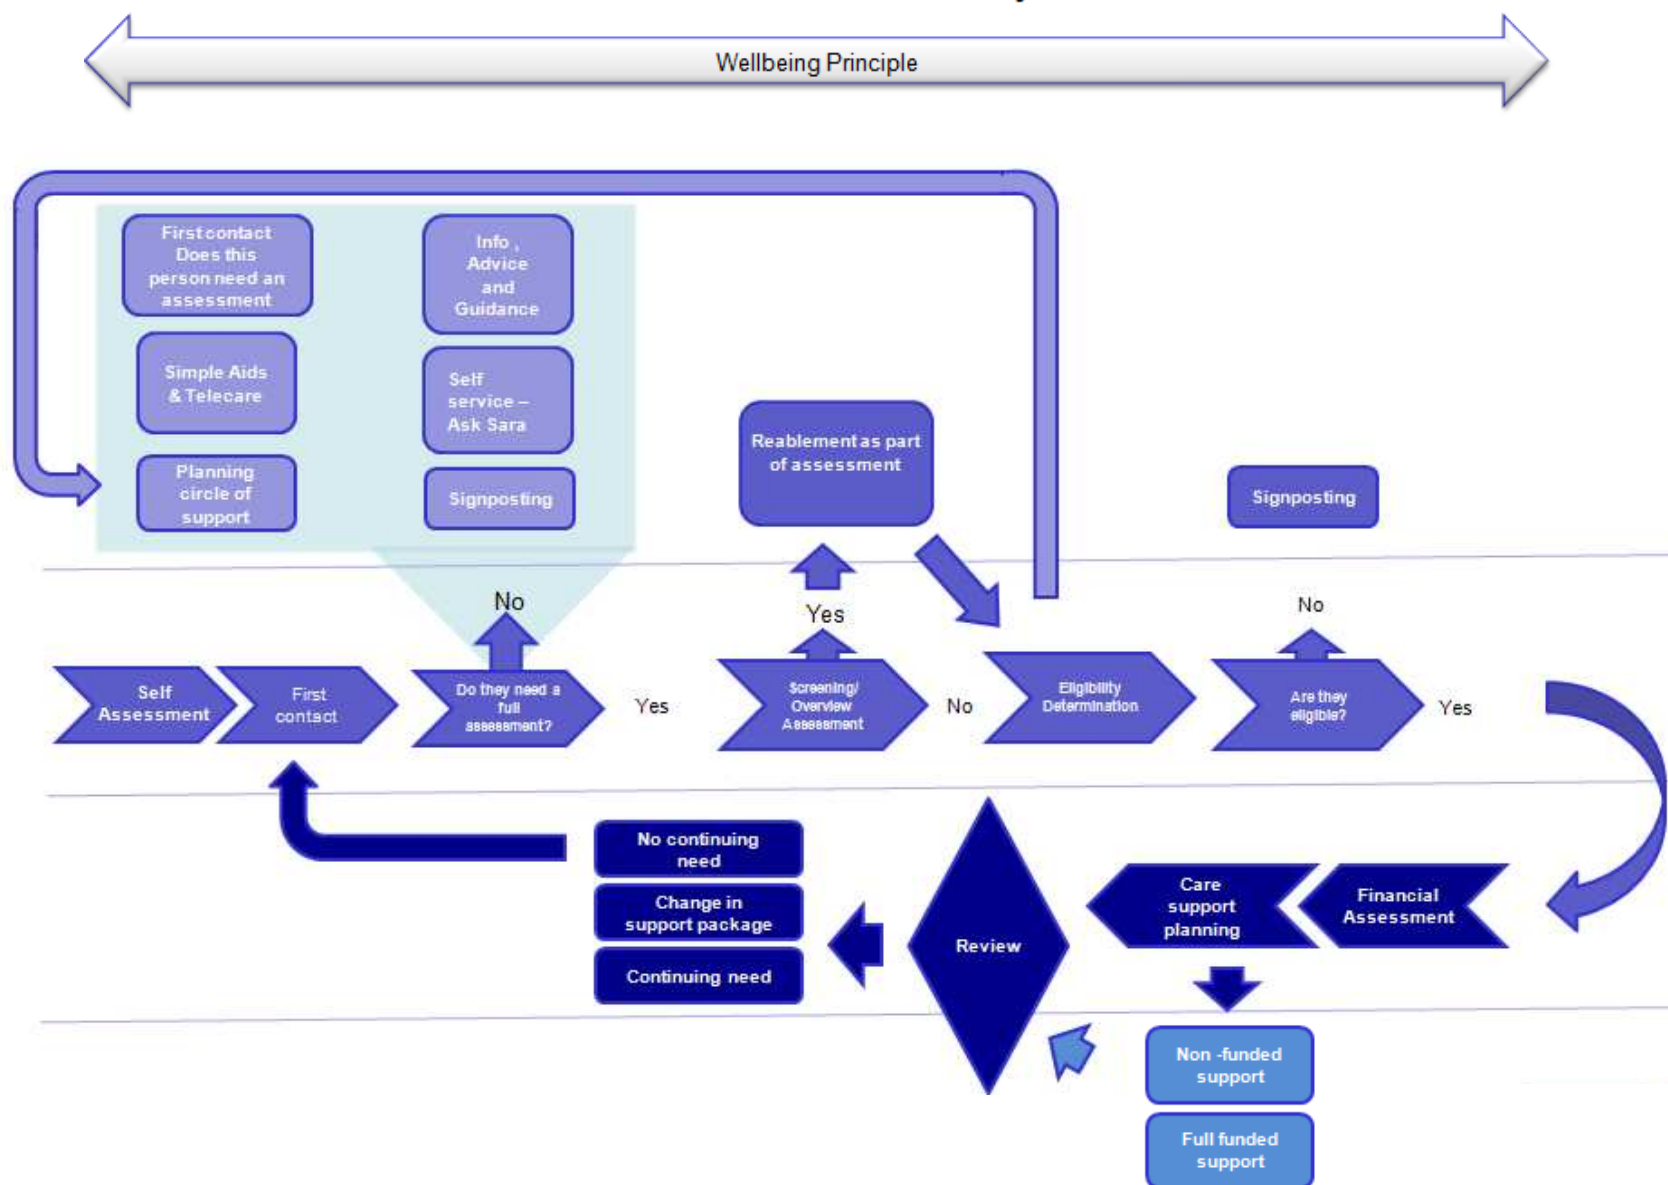 Wellbeing Principle
First contact
Does this
person need an
assessment
Info ,
Advice
and
Guidance
Simple Aids
& Telecare
Self
service –
Ask Sara
Planning
circle of
support
Signposting
Reablement as part
of assessment
Signposting
No
Yes
No
Self
Assessment
First
contact
Do they need a
full
assessment?
Yes
Screening/
Overview
Assessment
No
Eligibility
Determination
Are they
eligible?
Yes
No continuing
need
Change in
support package
Continuing need
Review
Care
support
planning
Financial
Assessment
Non -funded
support
Full funded
support